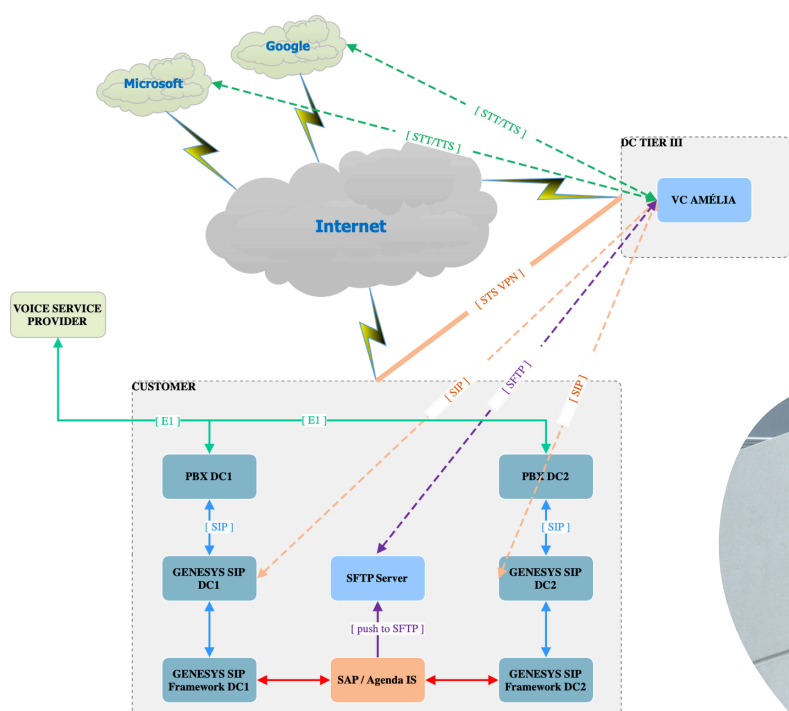 Google
Microsoft
[ STT/TTS ]
[ STT/TTS ]
DC TIER III
VC AMÉLIA
Internet
[ STS VPN ]
VOICE SERVICE
PROVIDER
[ SIP ]
[ SFTP ]
[ SIP ]
CUSTOMER
[ E1 ]
[ E1 ]
PBX DC1
PBX DC2
[ SIP ]
[ SIP ]
GENESYS SIP
DC1
SFTP Server
GENESYS SIP
DC2
[ push to SFTP ]
GENESYS SIP
Framework DC1
SAP / Agenda IS
GENESYS SIP
Framework DC2